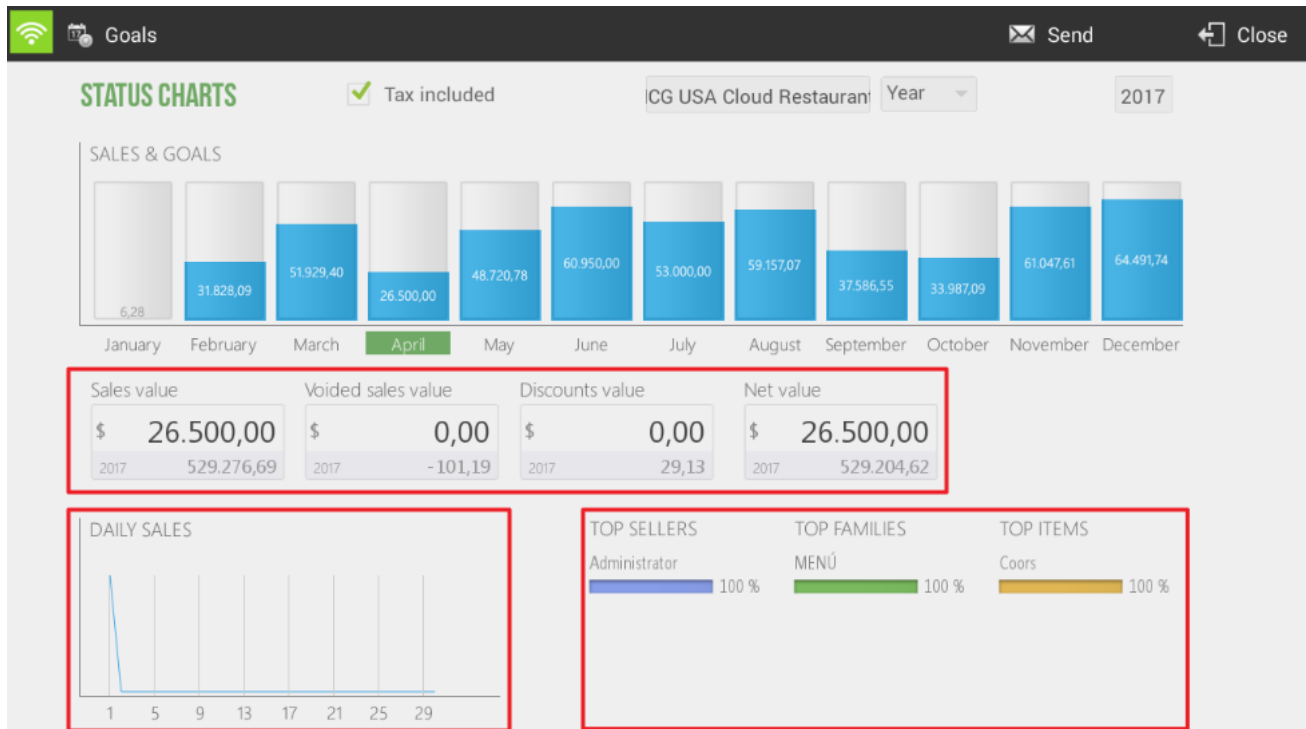 Goals Send Close
STATUS CHARTS Tax included ICG USA Cloud Restaurant Year 2017
SALES & GOALS
6,28 31.828,09 51.929,40 26.500,00 48.720,78 60.950,00 53.000,00 59.157,07 37.586,55 33.987,09 61.047,61 64.491,74
January February March April May June July August September October November December
Sales value Voided sales value Discounts value Net value
$ 26.500,00 $ 0,00 $ 0,00 $ 26.500,00
2017 529.276,69 2017 -101,19 2017 29,13 2017 529.204,62
DAILY SALES
1 5 9 13 17 21 25 29
TOP SELLERS TOP FAMILIES TOP ITEMS
Administrator MENÚ Coors
100 % 100 % 100 %